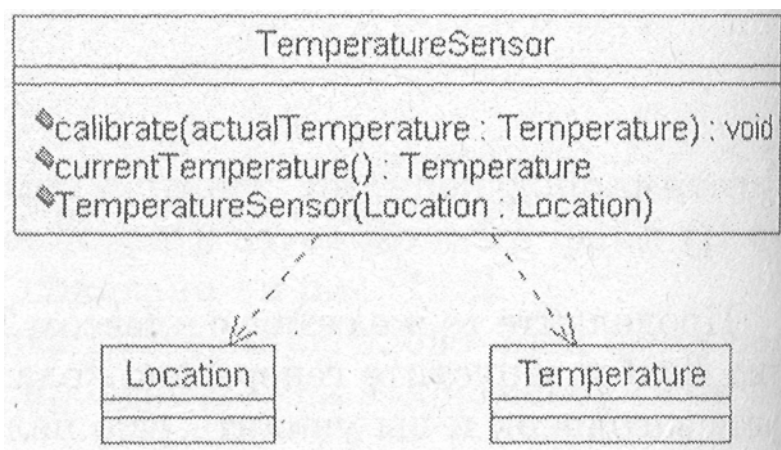 TemperatureSensor
calibrate(actualTemperature : Temperature) : void
currentTemperature() : Temperature
TemperatureSensor(Location : Location)
Location
Temperature